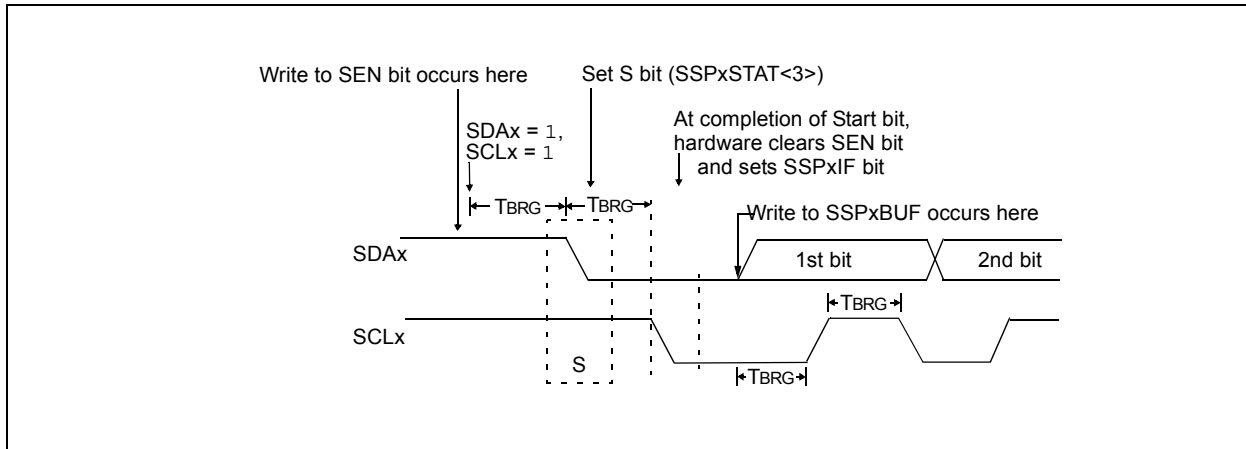 Write to SEN bit occurs here
Set S bit (SSPxSTAT<3>)
SDAx = 1,
SCLx = 1
At completion of Start bit,
hardware clears SEN bit
and sets SSPxIF bit
TBRG
TBRG
Write to SSPxBUF occurs here
SDAx
1st bit
2nd bit
TBRG
SCLx
S
TBRG